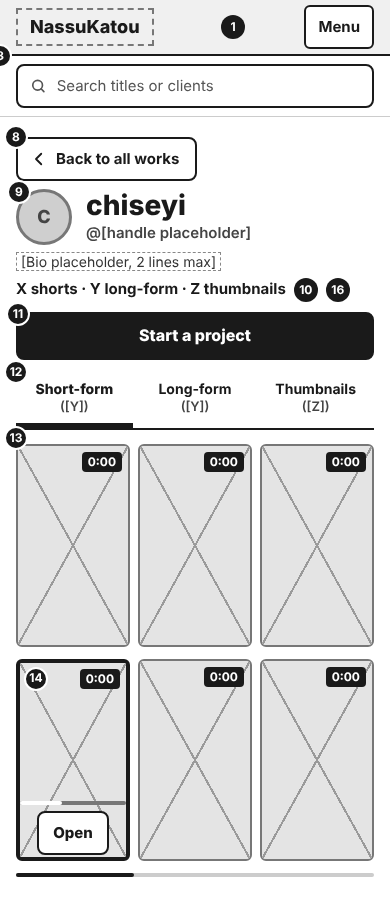 NassuKatou
1
Menu
3
Search titles or clients
8
Back to all works
9
C
chiseyi
@[handle placeholder]
[Bio placeholder, 2 lines max]
X shorts · Y long-form · Z thumbnails 10 16
11
Start a project
12
Short-form Long-form Thumbnails
([Y]) ([Y]) ([Z])
13
0:00 0:00 0:00
14 0:00 0:00 0:00
Open